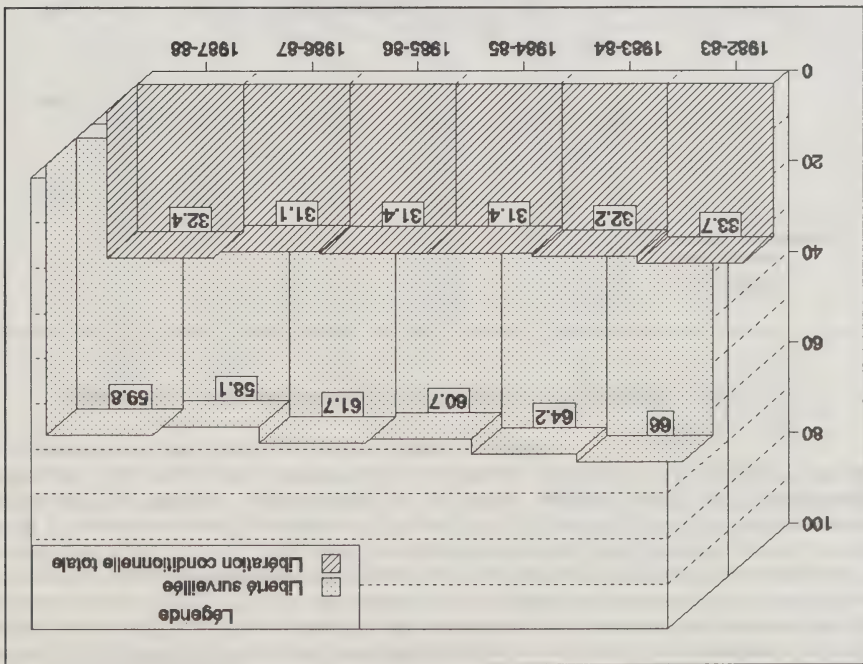 Légende
Liberté surveillée
Libération conditionnelle totale
100
80
66 64.2 60.7 61.7 58.1 59.8
60
40
33.7 32.2 31.4 31.4 31.1 32.4
20
0
1982-83 1983-84 1984-85 1985-86 1986-87 1987-88